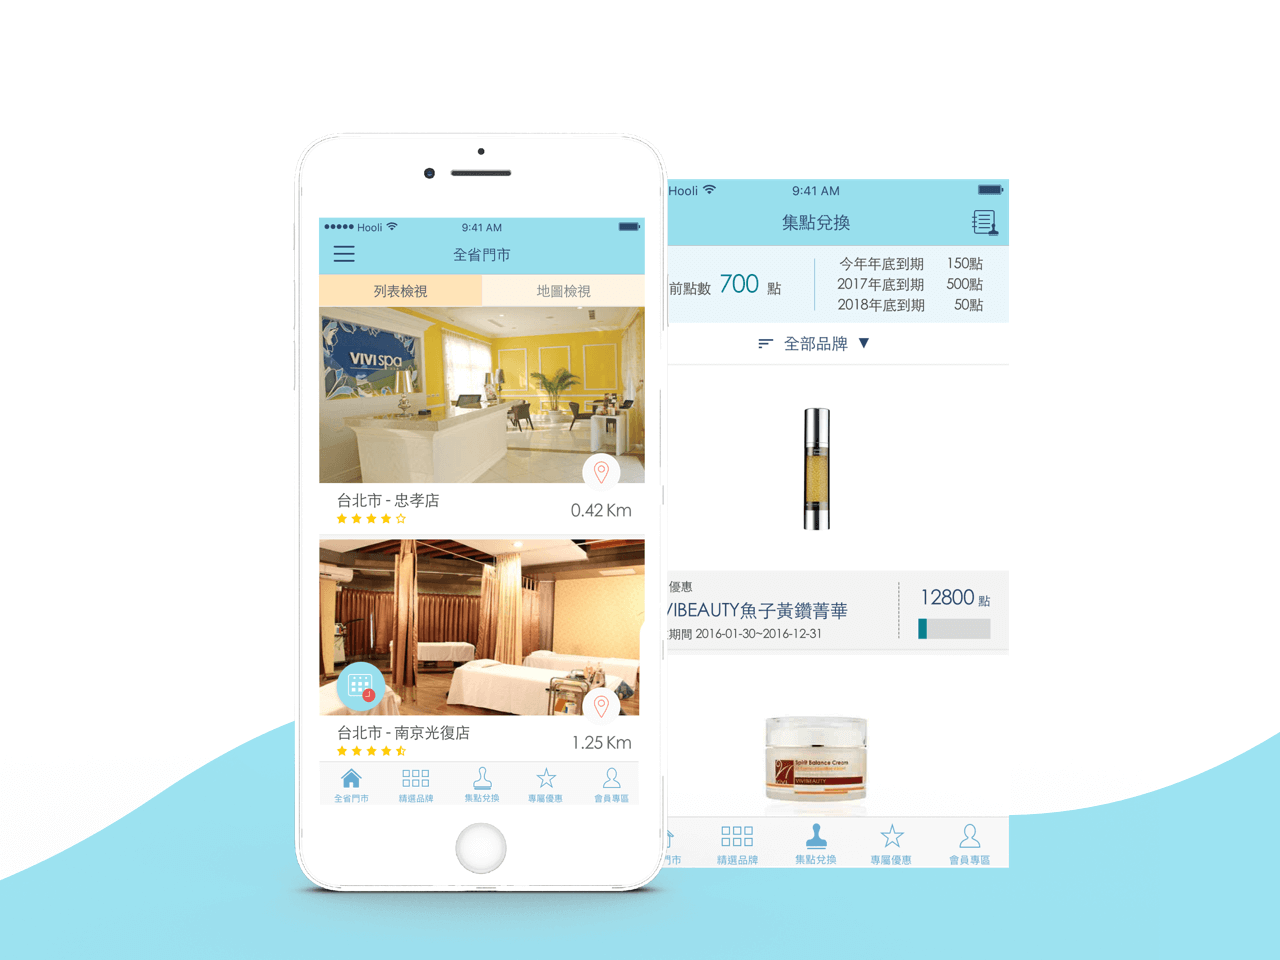 Hooli
9:41 AM
全省門市
列表檢視
地圖檢視
VIVI spa
台北市 - 忠孝店
0.42 Km
台北市 - 南京光復店
1.25 Km
全省門市
精選品牌
集點兌換
專屬優惠
會員專區
Hooli
9:41 AM
集點兌換
前點數 700 點
今年年底到期 150點
2017年底到期 500點
2018年底到期 50點
全部品牌 ▼
優惠
VIBEAUTY魚子黃鑽菁華
期間 2016-01-30~2016-12-31
12800 點
Spirit Balance Cream
VIVIBEAUTY
門市
精選品牌
集點兌換
專屬優惠
會員專區